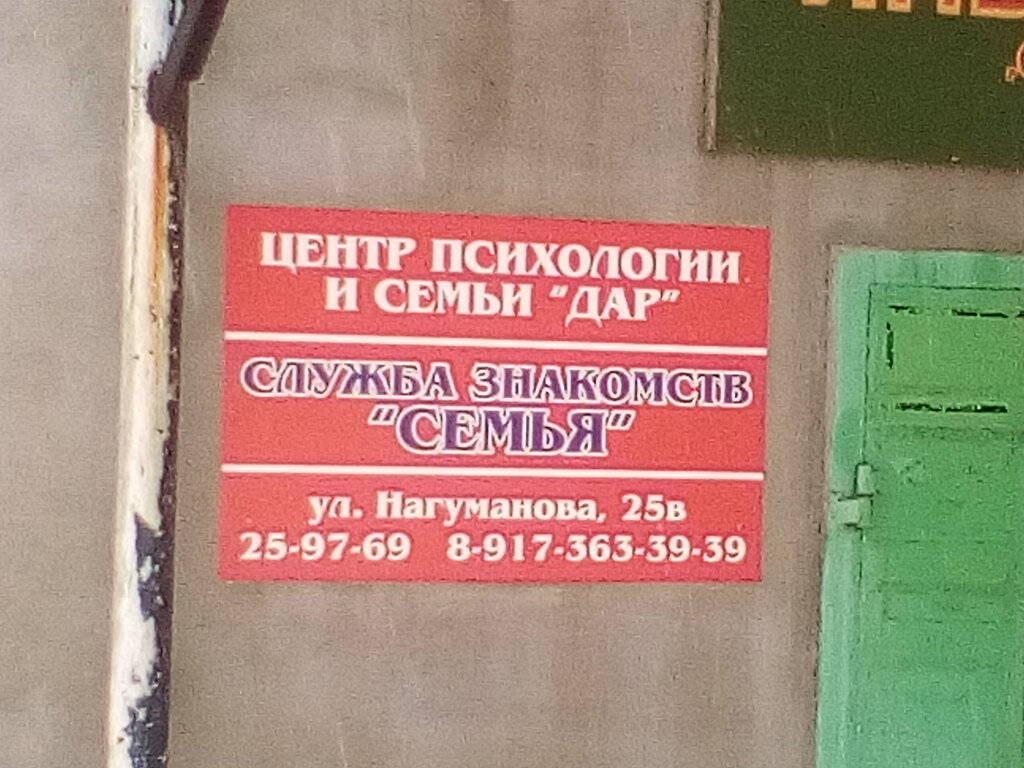 ЦЕНТР ПСИХОЛОГИИ
И СЕМЬИ "ДАР"
СЛУЖБА ЗНАКОМСТВ
"СЕМЬЯ"
ул. Нагуманова, 25в
25-97-69 8-917-363-39-39